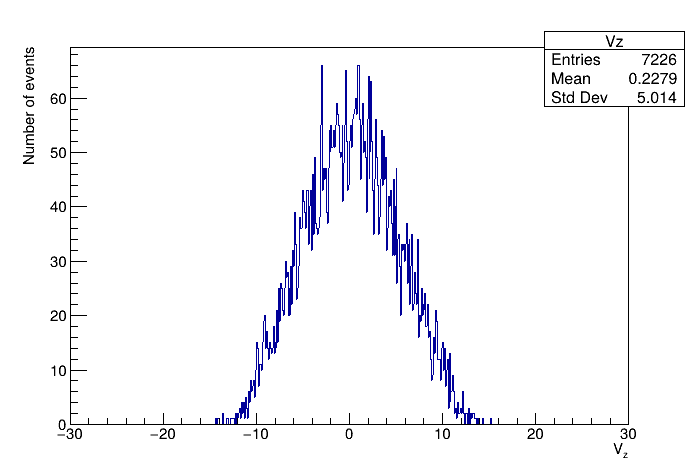 Vz
Entries 7226
Mean 0.2279
Std Dev 5.014
Number of events
60
50
40
30
20
10
0
−30 −20 −10 0 10 20 30
Vz